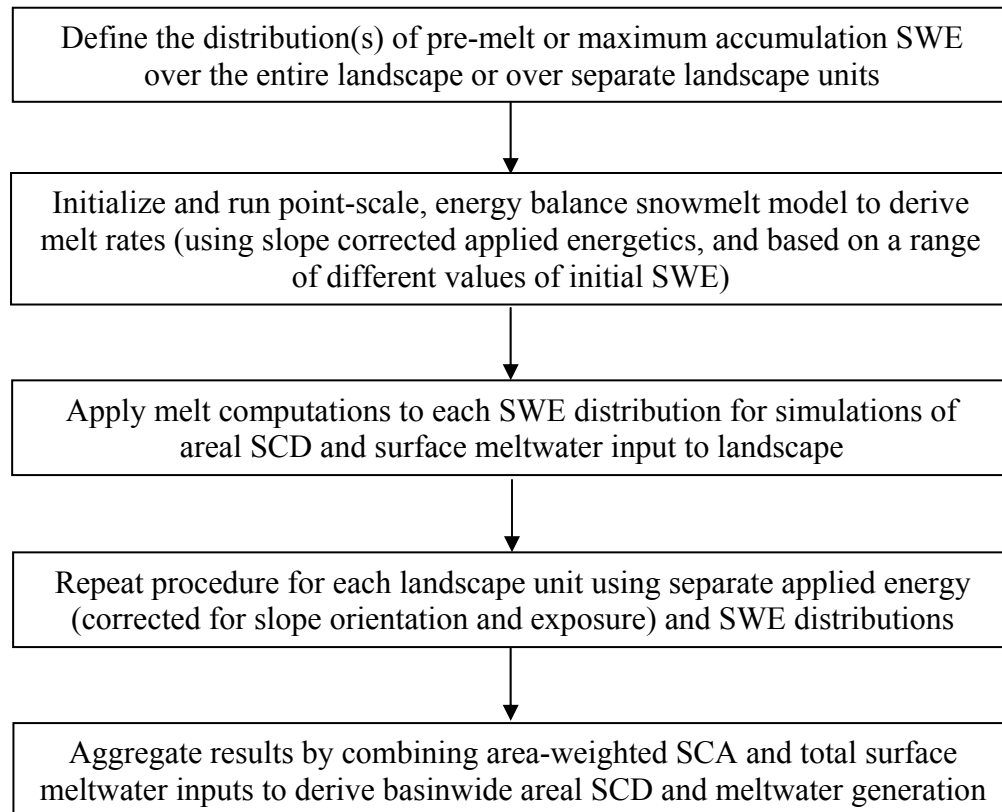 Define the distribution(s) of pre-melt or maximum accumulation SWE
over the entire landscape or over separate landscape units
Initialize and run point-scale, energy balance snowmelt model to derive
melt rates (using slope corrected applied energetics, and based on a range
of different values of initial SWE)
Apply melt computations to each SWE distribution for simulations of
areal SCD and surface meltwater input to landscape
Repeat procedure for each landscape unit using separate applied energy
(corrected for slope orientation and exposure) and SWE distributions
Aggregate results by combining area-weighted SCA and total surface
meltwater inputs to derive basinwide areal SCD and meltwater generation